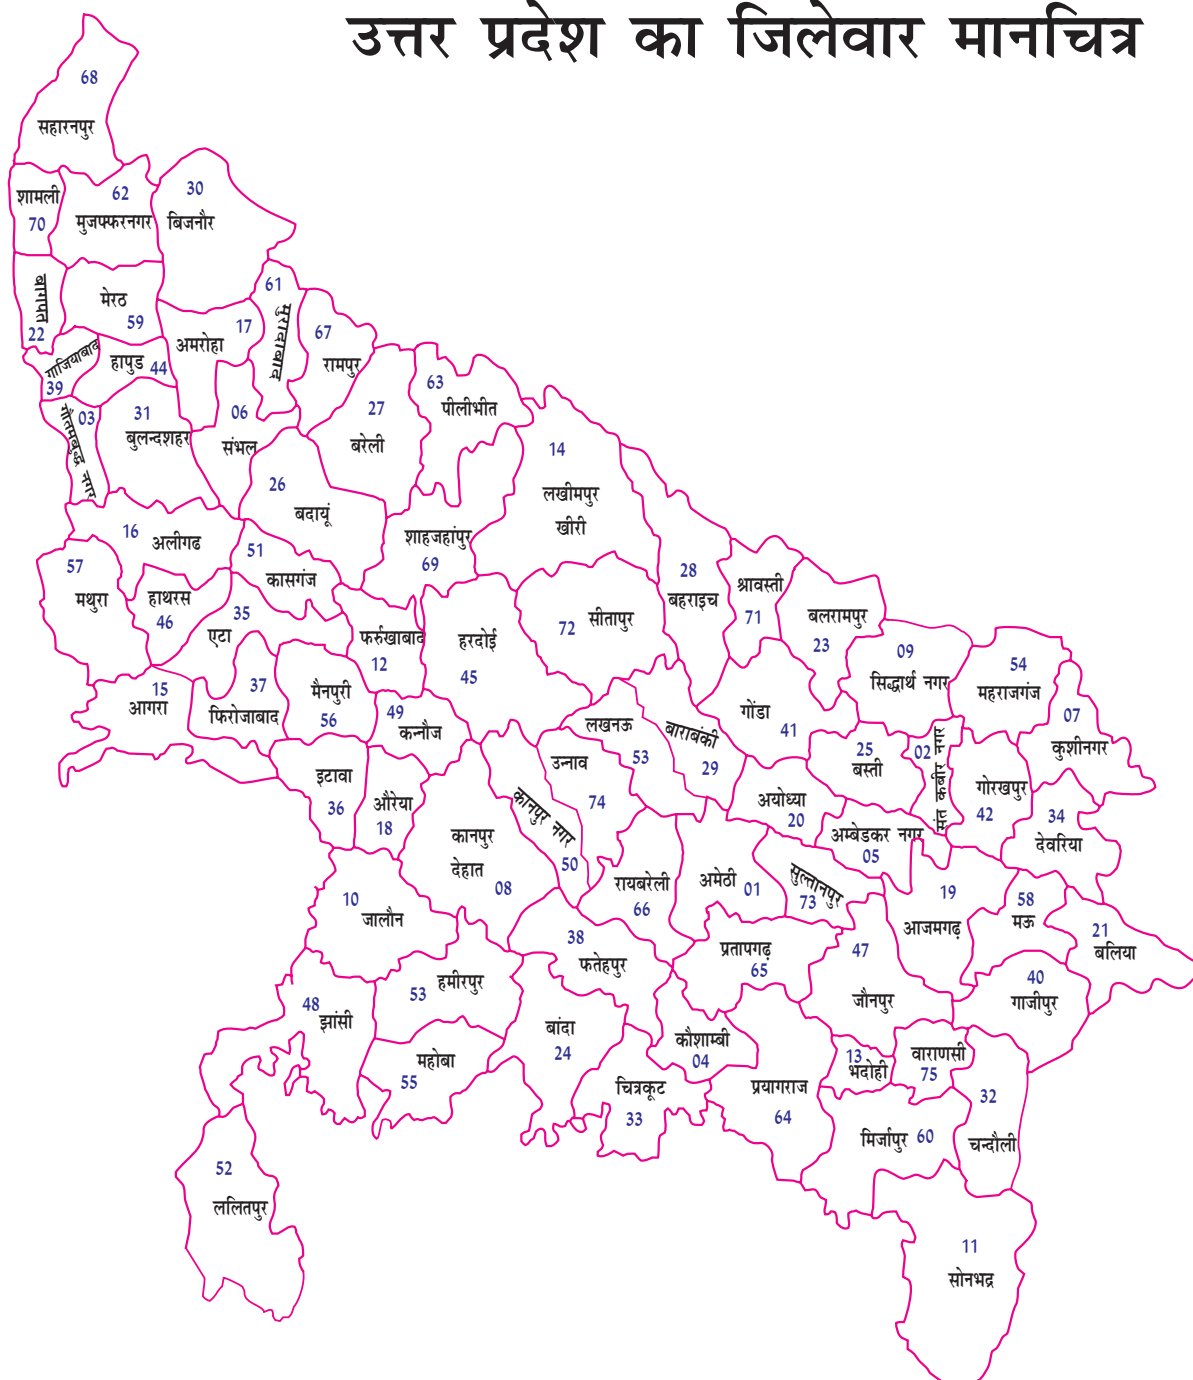 उत्तर प्रदेश का जिलेवार मानचित्र
68
सहारनपुर
शामली
70
62
मुजफ्फरनगर
30
बिजनौर
बागपत
22
मेरठ
59
61
मुरादाबाद
17
अमरोहा
67
रामपुर
गाजियाबाद
39
हापुड
44
63
पीलीभीत
03
गौतमबुद्ध नगर
31
बुलन्दशहर
06
संभल
27
बरेली
14
लखीमपुर
खीरी
26
बदायूं
16
अलीगढ
51
कासगंज
शाहजहांपुर
69
57
मथुरा
हाथरस
46
35
एटा
28
बहराइच
श्रावस्ती
71
बलरामपुर
23
72
सीतापुर
फर्रुखाबाद
12
हरदोई
45
09
सिद्धार्थ नगर
54
महराजगंज
15
आगरा
37
फिरोजाबाद
मैनपुरी
56
49
कन्नौज
लखनऊ
53
बाराबंकी
29
गोंडा
41
25
बस्ती
02
संत कबीर नगर
07
कुशीनगर
इटावा
36
औरेया
18
उन्नाव
74
कानपुर नगर
50
अयोध्या
20
गोरखपुर
42
34
देवरिया
कानपुर
देहात
08
अम्बेडकर नगर
05
रायबरेली
66
अमेठी
01
सुल्तानपुर
73
10
जालौन
19
आजमगढ़
58
मऊ
21
बलिया
38
फतेहपुर
प्रतापगढ़
65
47
जौनपुर
40
गाजीपुर
53
हमीरपुर
48
झांसी
बांदा
24
कौशाम्बी
04
महोबा
55
13
भदोही
वाराणसी
75
चित्रकूट
33
प्रयागराज
64
32
चन्दौली
मिर्जापुर 60
52
ललितपुर
11
सोनभद्र